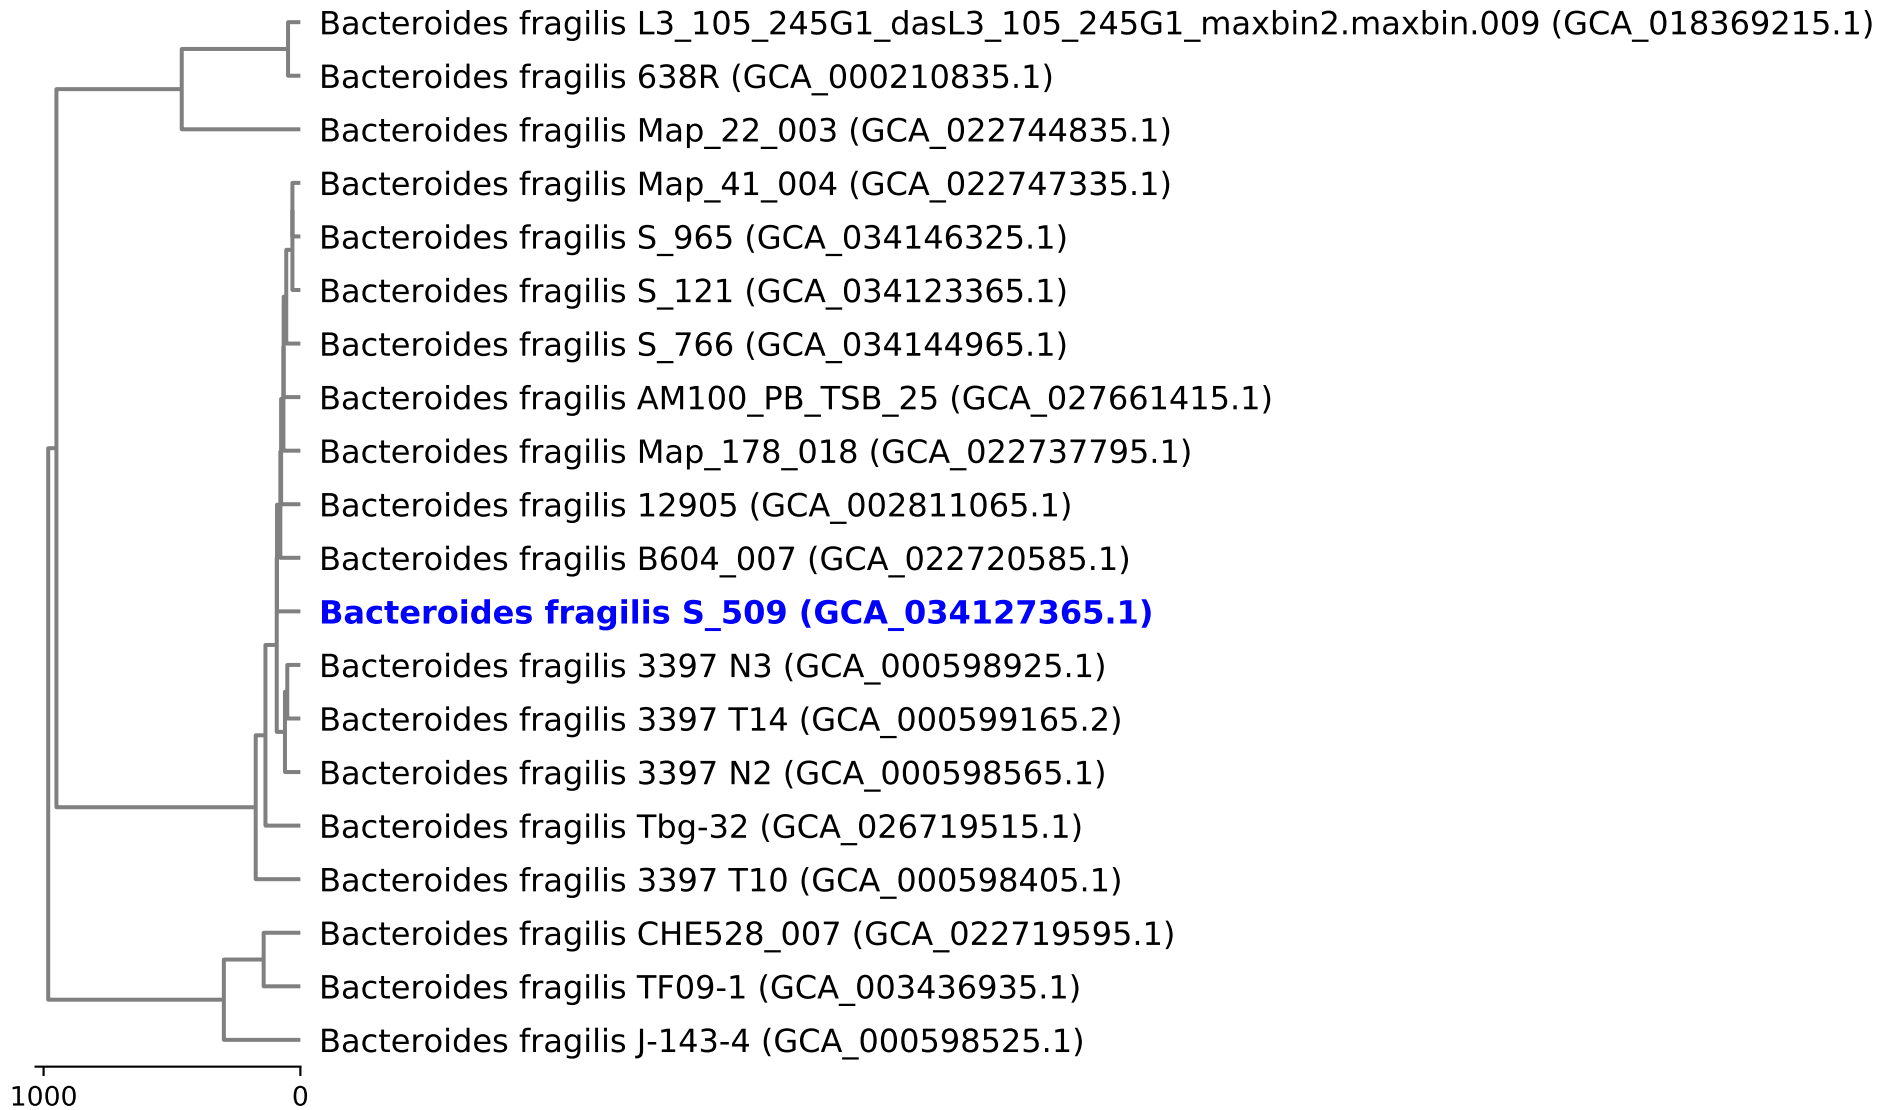 Bacteroides fragilis L3_105_245G1_dasL3_105_245G1_maxbin2.maxbin.009 (GCA_018369215.1)
Bacteroides fragilis 638R (GCA_000210835.1)
Bacteroides fragilis Map_22_003 (GCA_022744835.1)
Bacteroides fragilis Map_41_004 (GCA_022747335.1)
Bacteroides fragilis S_965 (GCA_034146325.1)
Bacteroides fragilis S_121 (GCA_034123365.1)
Bacteroides fragilis S_766 (GCA_034144965.1)
Bacteroides fragilis AM100_PB_TSB_25 (GCA_027661415.1)
Bacteroides fragilis Map_178_018 (GCA_022737795.1)
Bacteroides fragilis 12905 (GCA_002811065.1)
Bacteroides fragilis B604_007 (GCA_022720585.1)
Bacteroides fragilis S_509 (GCA_034127365.1)
Bacteroides fragilis 3397 N3 (GCA_000598925.1)
Bacteroides fragilis 3397 T14 (GCA_000599165.2)
Bacteroides fragilis 3397 N2 (GCA_000598565.1)
Bacteroides fragilis Tbg-32 (GCA_026719515.1)
Bacteroides fragilis 3397 T10 (GCA_000598405.1)
Bacteroides fragilis CHE528_007 (GCA_022719595.1)
Bacteroides fragilis TF09-1 (GCA_003436935.1)
Bacteroides fragilis J-143-4 (GCA_000598525.1)
1000 0